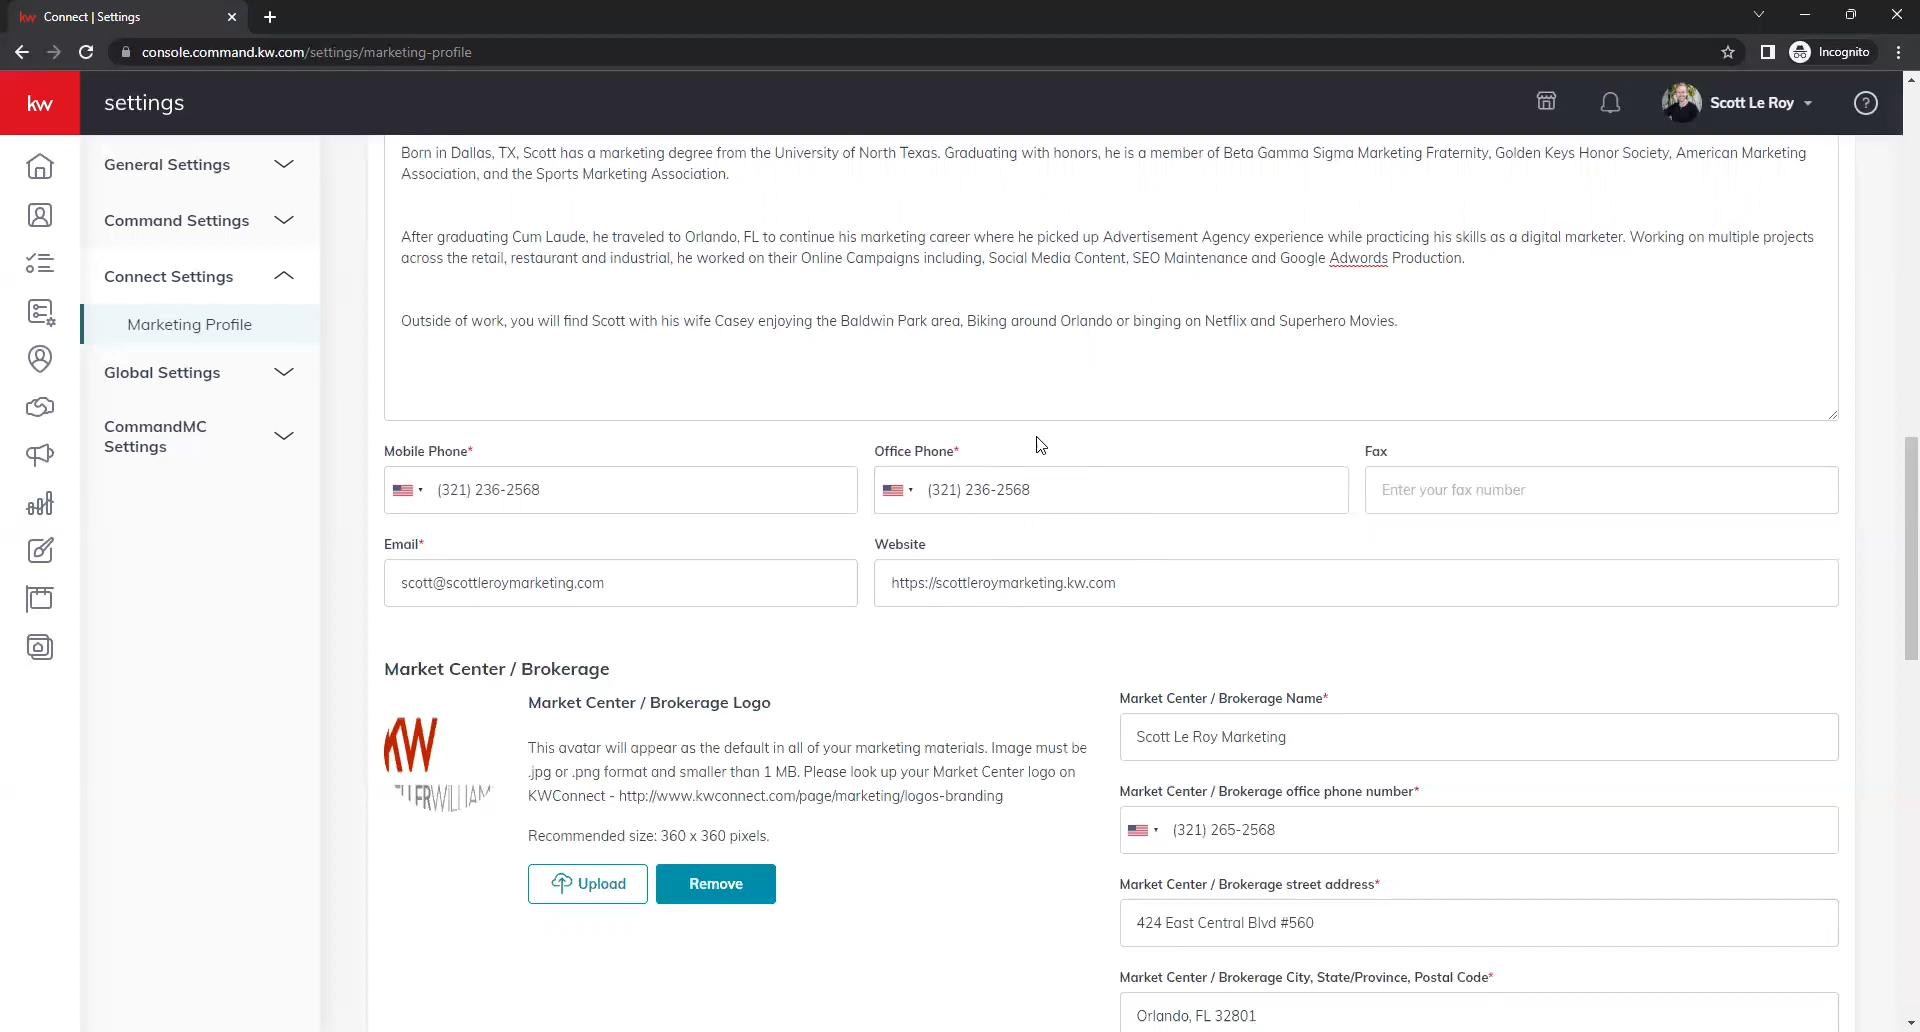 kw Connect | Settings
console.command.kw.com/settings/marketing-profile
Incognito
kw
settings
Scott Le Roy
General Settings
Command Settings
Connect Settings
Marketing Profile
Global Settings
CommandMC
Settings
Born in Dallas, TX, Scott has a marketing degree from the University of North Texas. Graduating with honors, he is a member of Beta Gamma Sigma Marketing Fraternity, Golden Keys Honor Society, American Marketing
Association, and the Sports Marketing Association.
After graduating Cum Laude, he traveled to Orlando, FL to continue his marketing career where he picked up Advertisement Agency experience while practicing his skills as a digital marketer. Working on multiple projects
across the retail, restaurant and industrial, he worked on their Online Campaigns including, Social Media Content, SEO Maintenance and Google Adwords Production.
Outside of work, you will find Scott with his wife Casey enjoying the Baldwin Park area, Biking around Orlando or binging on Netflix and Superhero Movies.
Mobile Phone*
Office Phone*
Fax
(321) 236-2568
(321) 236-2568
Enter your fax number
Email*
Website
scott@scottleroymarketing.com
https://scottleroymarketing.kw.com
Market Center / Brokerage
Market Center / Brokerage Logo
KW
This avatar will appear as the default in all of your marketing materials. Image must be
.jpg or .png format and smaller than 1 MB. Please look up your Market Center logo on
KWConnect - http://www.kwconnect.com/page/marketing/logos-branding
Recommended size: 360 x 360 pixels.
Upload
Remove
Market Center / Brokerage Name*
Scott Le Roy Marketing
Market Center / Brokerage office phone number*
(321) 265-2568
Market Center / Brokerage street address*
424 East Central Blvd #560
Market Center / Brokerage City, State/Province, Postal Code*
Orlando, FL 32801